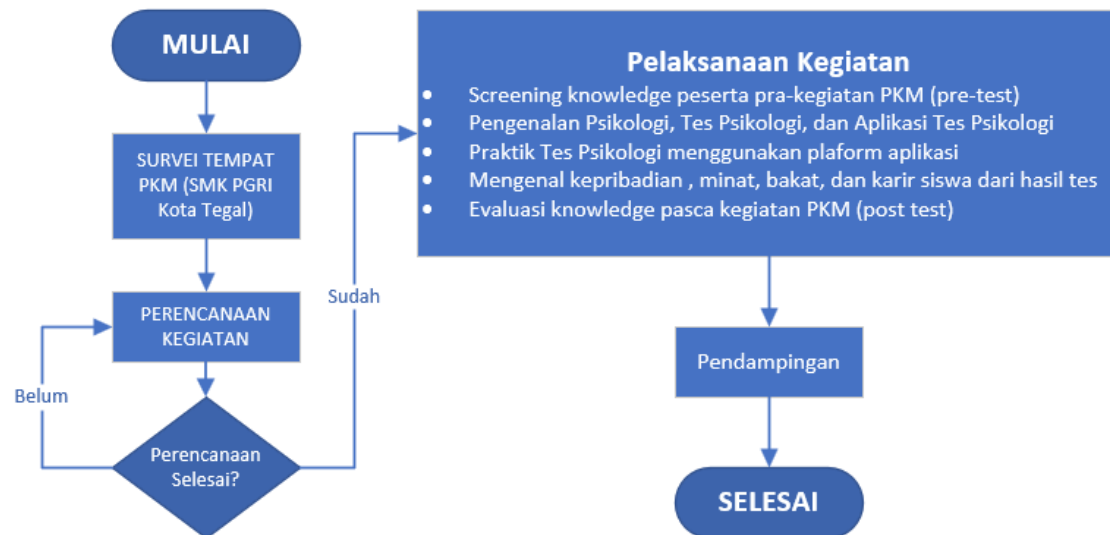 MULAI
SURVEI TEMPAT
PKM (SMK PGRI
Kota Tegal)
PERENCANAAN
KEGIATAN
Belum
Perencanaan
Selesai?
Sudah
Pelaksanaan Kegiatan
• Screening knowledge peserta pra-kegiatan PKM (pre-test)
• Pengenalan Psikologi, Tes Psikologi, dan Aplikasi Tes Psikologi
• Praktik Tes Psikologi menggunakan plaform aplikasi
• Mengenal kepribadian , minat, bakat, dan karir siswa dari hasil tes
• Evaluasi knowledge pasca kegiatan PKM (post test)
Pendampingan
SELESAI